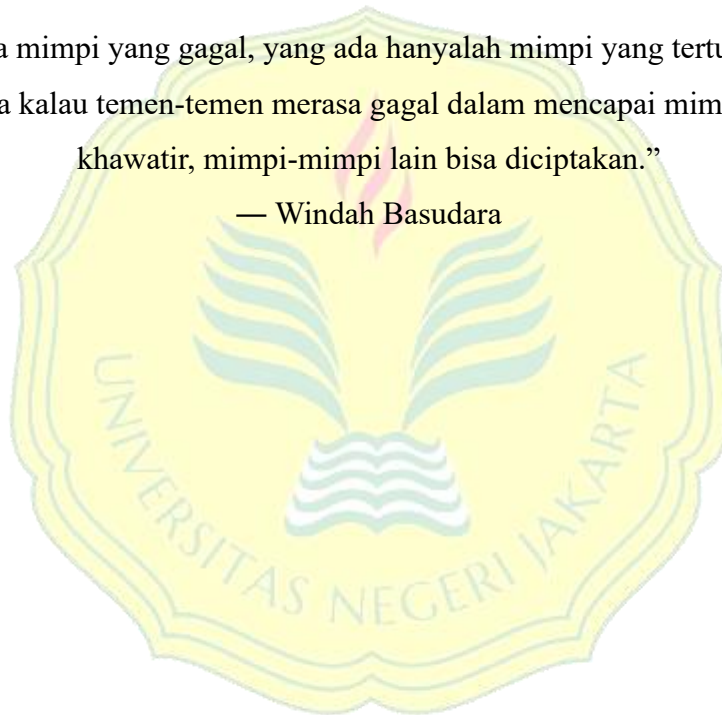 a mimpi yang gagal, yang ada hanyalah mimpi yang tertu
a kalau temen-temen merasa gagal dalam mencapai mim
khawatir, mimpi-mimpi lain bisa diciptakan.”
― Windah Basudara
UNIVERSITAS NEGERI JAKARTA